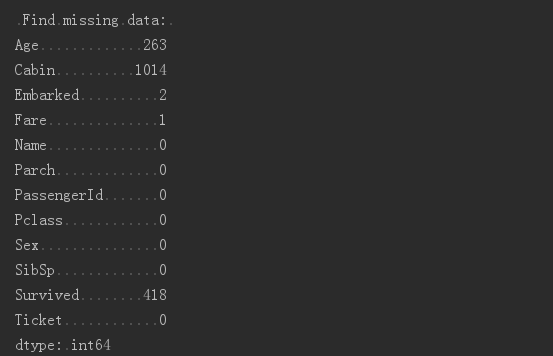 Find missing data:
Age             263
Cabin          1014
Embarked          2
Fare              1
Name              0
Parch             0
PassengerId       0
Pclass            0
Sex               0
SibSp             0
Survived        418
Ticket            0
dtype: int64